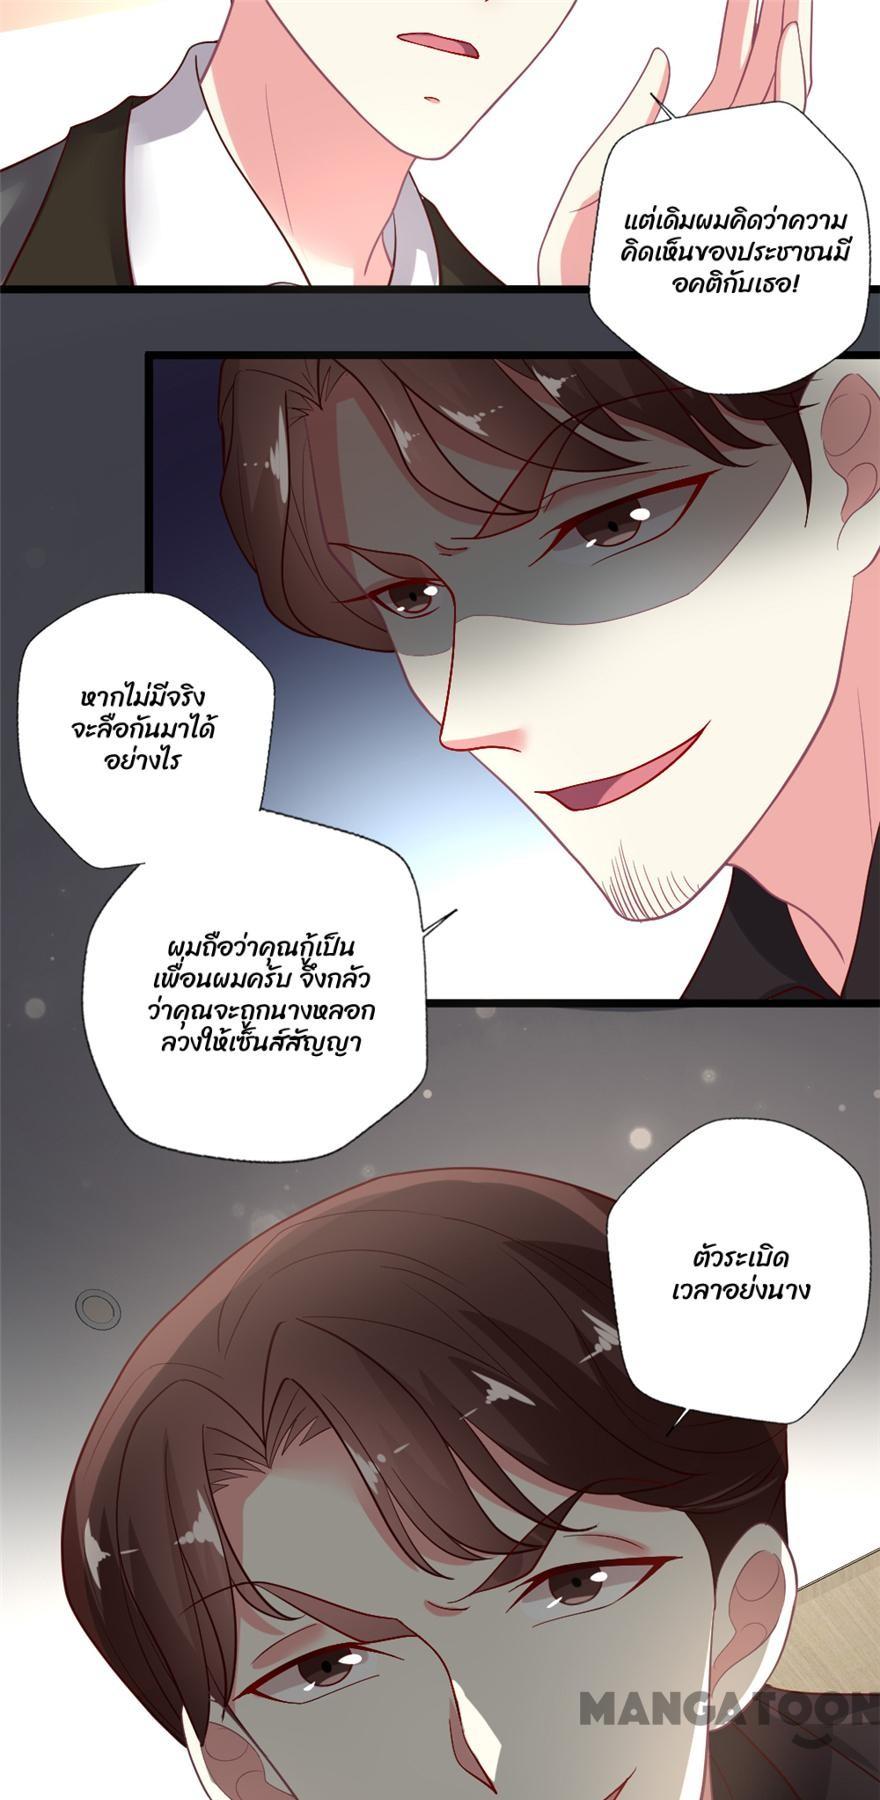 แต่เดิมผมคิดว่าความ
คิดเห็นของประชาชนมี
อคติกับเธอ!
หากไม่มีจริง
จะลือกันมาได้
อย่างไร
ผมถือว่าคุณกู้เป็น
เพื่อนผมครับ จึงกลัว
ว่าคุณจะถูกนางหลอก
ลวงให้เซ็นส์สัญญา
ตัวระเบิด
เวลาอย่งนาง
MANGATOON